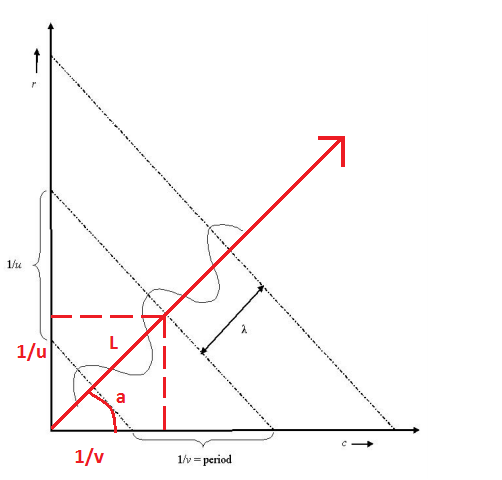 r
1/u
λ
L
1/u
a
c
1/v
1/v = period